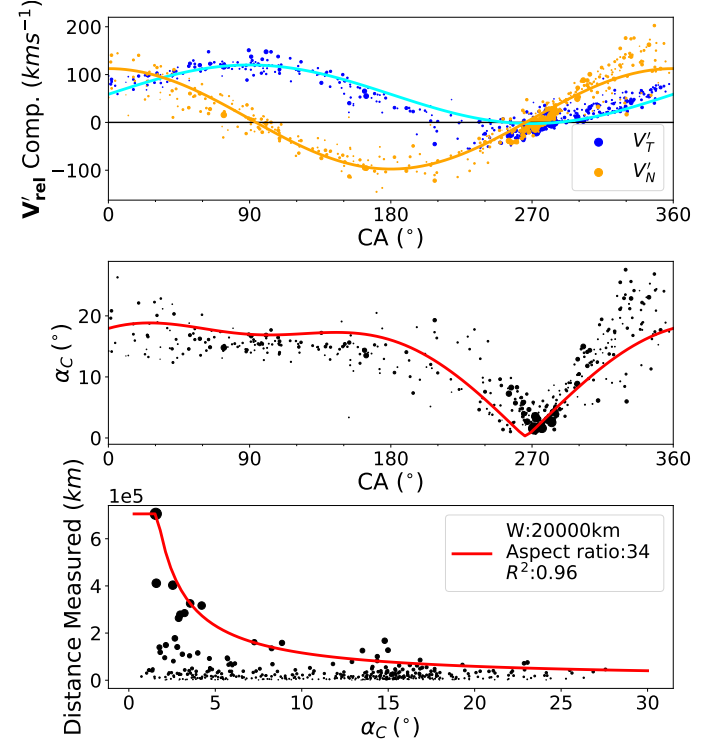 V′rel Comp. (kms⁻¹)
200
100
0
−100
V′T
V′N
0 90 180 270 360
CA (°)
αC (°)
20
10
0
0 90 180 270 360
CA (°)
Distance Measured (km)
1e5
6
4
2
0
W:20000km
Aspect ratio:34
R²:0.96
0 5 10 15 20 25 30
αC (°)